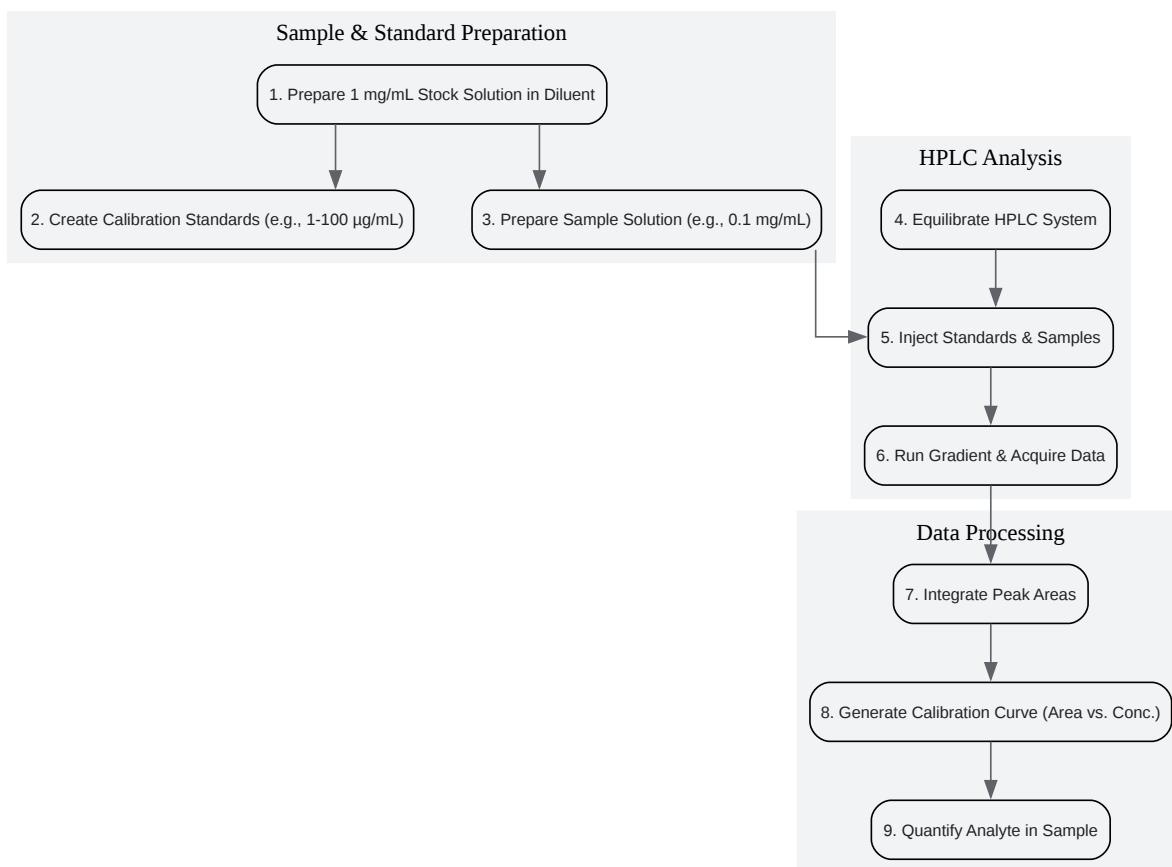 Sample & Standard Preparation
1. Prepare 1 mg/mL Stock Solution in Diluent
2. Create Calibration Standards (e.g., 1-100 µg/mL)
3. Prepare Sample Solution (e.g., 0.1 mg/mL)
HPLC Analysis
4. Equilibrate HPLC System
5. Inject Standards & Samples
6. Run Gradient & Acquire Data
Data Processing
7. Integrate Peak Areas
8. Generate Calibration Curve (Area vs. Conc.)
9. Quantify Analyte in Sample